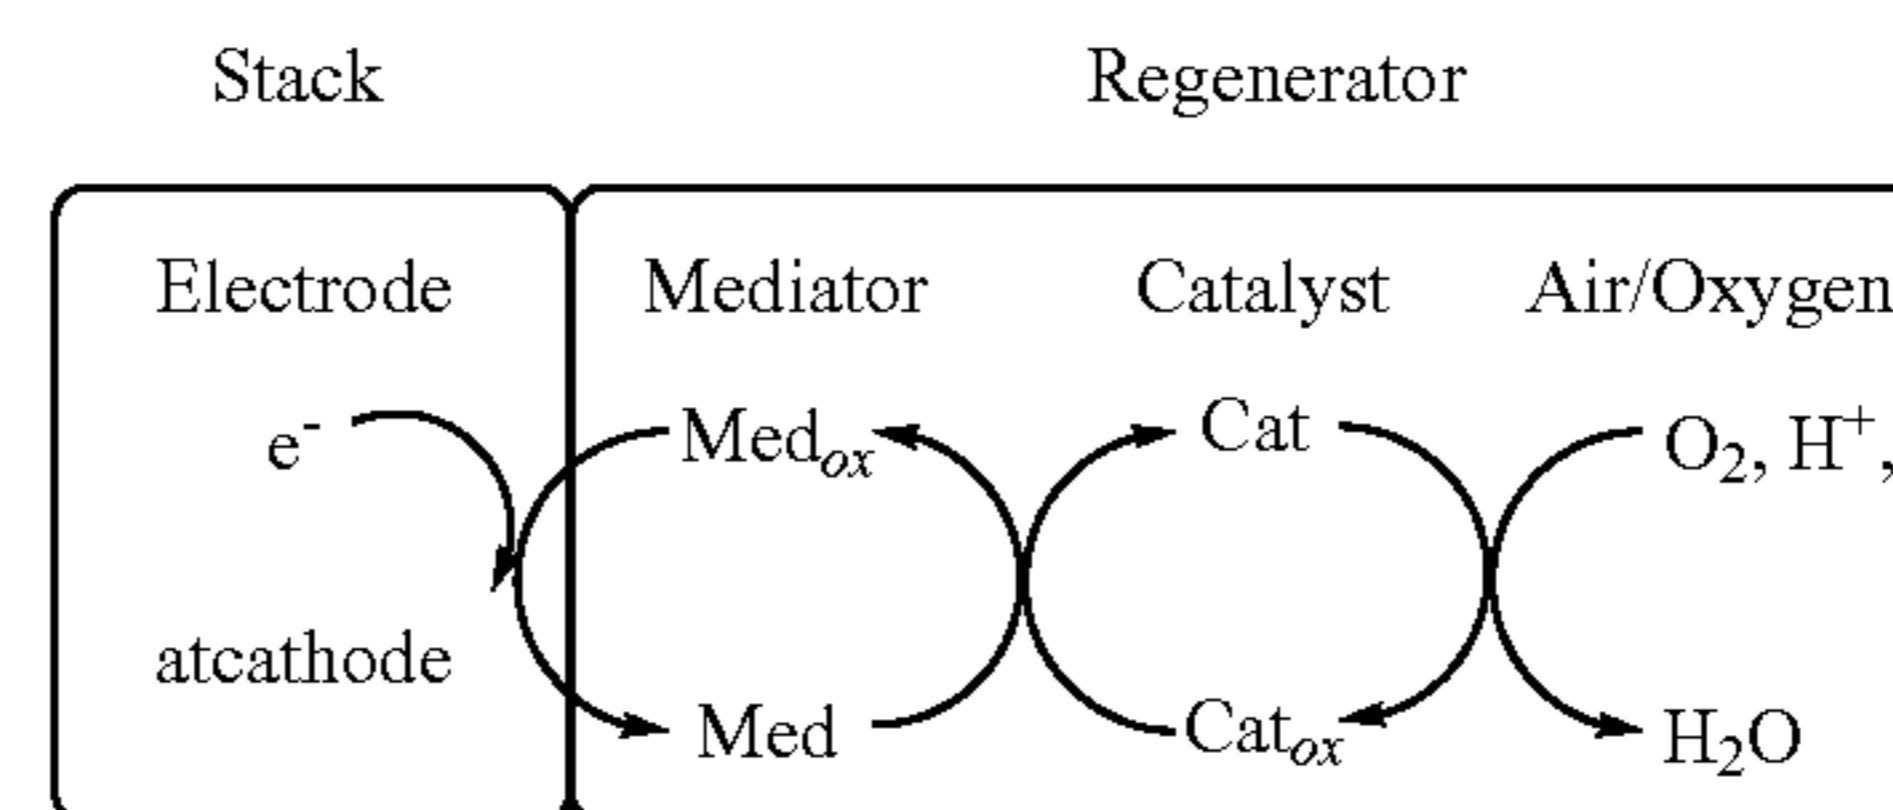 Stack Regenerator
Electrode Mediator Catalyst Air/Oxygen
e⁻ Medₒₓ Cat O₂, H⁺,
atcathode
Med Catₒₓ H₂O